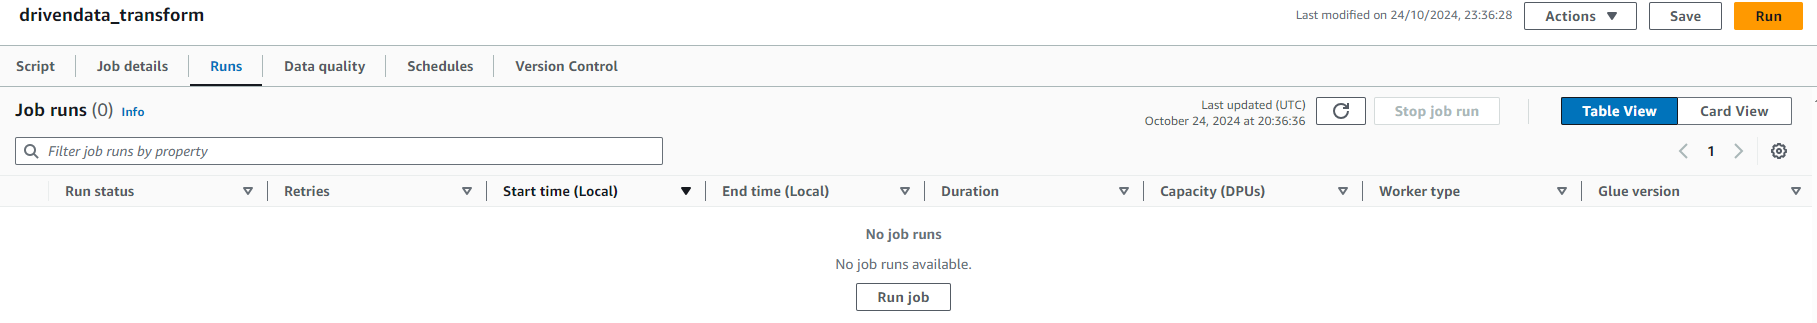 drivendata_transform
Last modified on 24/10/2024, 23:36:28
Actions
Save
Run
Script
Job details
Runs
Data quality
Schedules
Version Control
Job runs (0) Info
Last updated (UTC)
October 24, 2024 at 20:36:36
Stop job run
Table View
Card View
Filter job runs by property
1
Run status
Retries
Start time (Local)
End time (Local)
Duration
Capacity (DPUs)
Worker type
Glue version
No job runs
No job runs available.
Run job